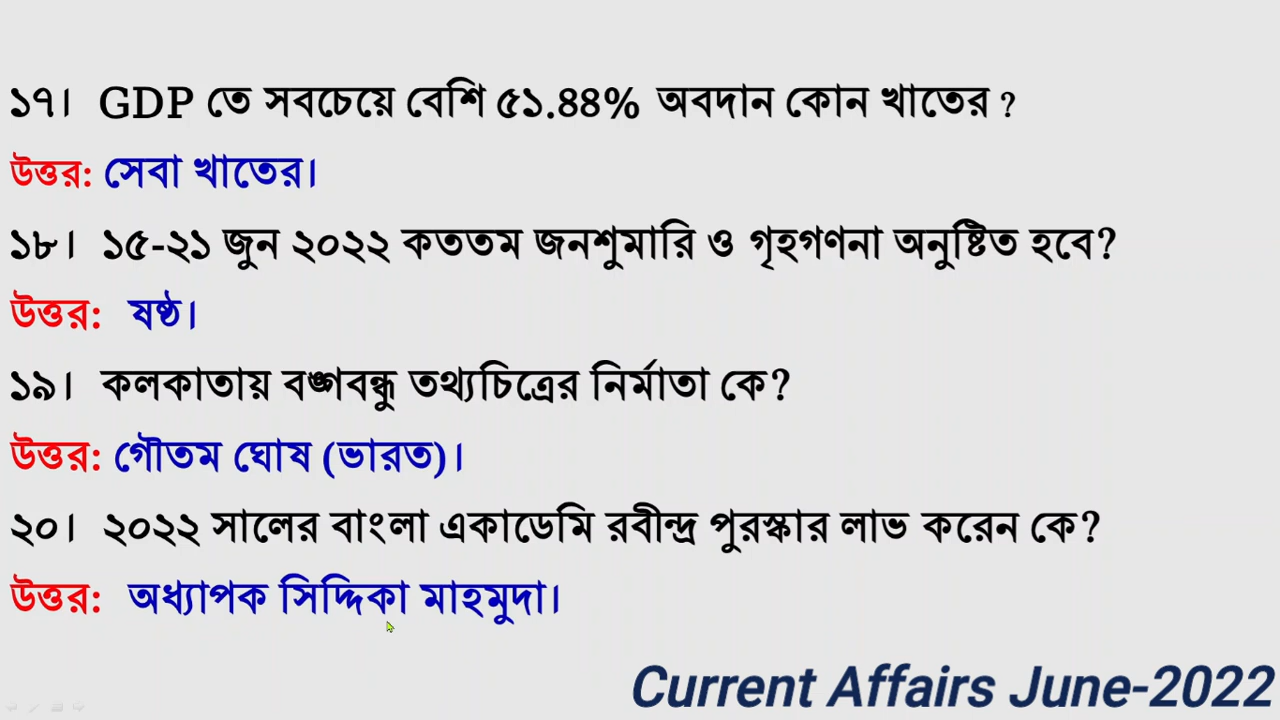 ১৭। GDP তে সবচেয়ে বেশি ৫১.৪৪% অবদান কোন খাতের ?
উত্তর: সেবা খাতের।
১৮। ১৫-২১ জুন ২০২২ কততম জনশুমারি ও গৃহগণনা অনুষ্টিত হবে?
উত্তর: ষষ্ঠ।
১৯। কলকাতায় বঙ্গবন্ধু তথ্যচিত্রের নির্মাতা কে?
উত্তর: গৌতম ঘোষ (ভারত)।
২০। ২০২২ সালের বাংলা একাডেমি রবীন্দ্র পুরস্কার লাভ করেন কে?
উত্তর: অধ্যাপক সিদ্দিকা মাহমুদা।
Current Affairs June-2022